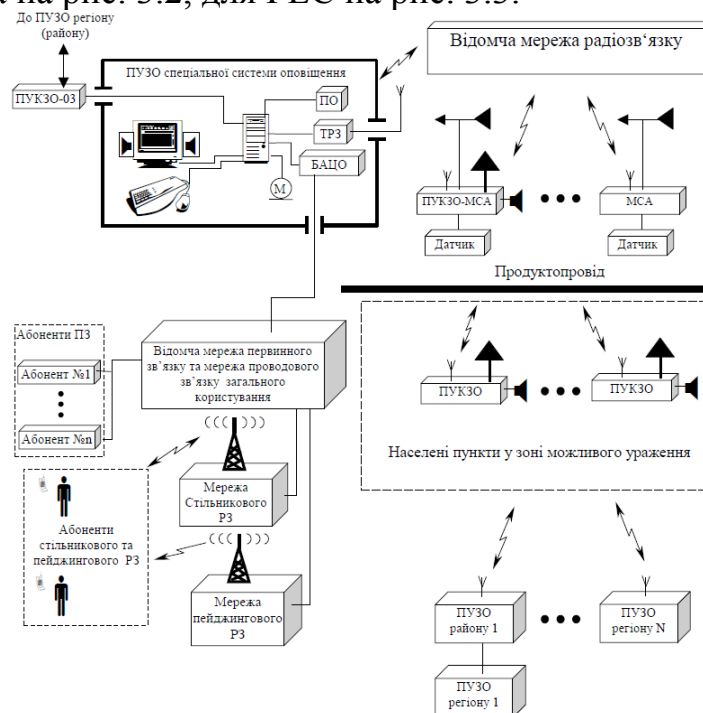 а на рис. 3.2, для ГЕС на рис. 3.3.
До ПУЗО регіону
(району)
ПУКЗО-03
ПУЗО спеціальної системи оповіщення
ПО
ТРЗ
БАЦО
М
Відомча мережа радіозв‘язку
ПУКЗО-МСА
МСА
Датчик
Датчик
Продуктопровід
Абоненти ПЗ
Абонент №1
Абонент №n
Відомча мережа первинного
зв’язку та мережа проводового
зв’язку загального
користування
ПУКЗО
ПУКЗО
Населені пункти у зоні можливого ураження
Мережа
Стільникового
РЗ
Абоненти
стільникового та
пейджингового РЗ
Мережа
пейджингового
РЗ
ПУЗО
району 1
ПУЗО
регіону N
ПУЗО
регіону 1